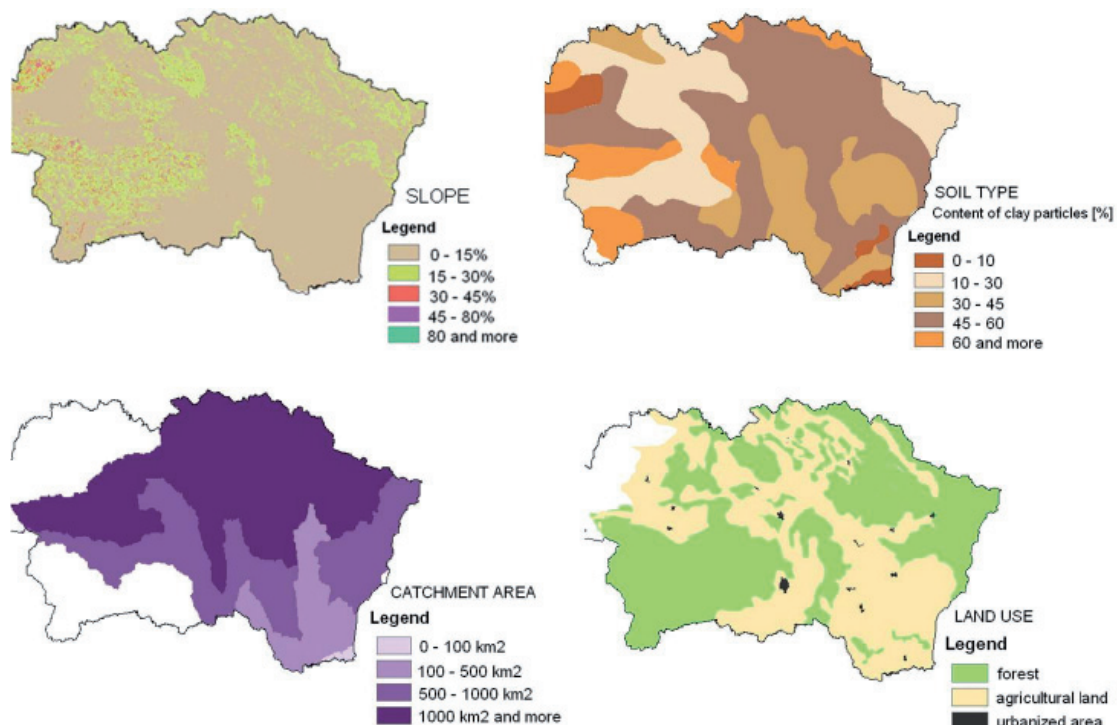 SLOPE
Legend
0 - 15%
15 - 30%
30 - 45%
45 - 80%
80 and more
SOIL TYPE
Content of clay particles [%]
Legend
0 - 10
10 - 30
30 - 45
45 - 60
60 and more
CATCHMENT AREA
Legend
0 - 100 km2
100 - 500 km2
500 - 1000 km2
1000 km2 and more
LAND USE
Legend
forest
agricultural land
urbanized area